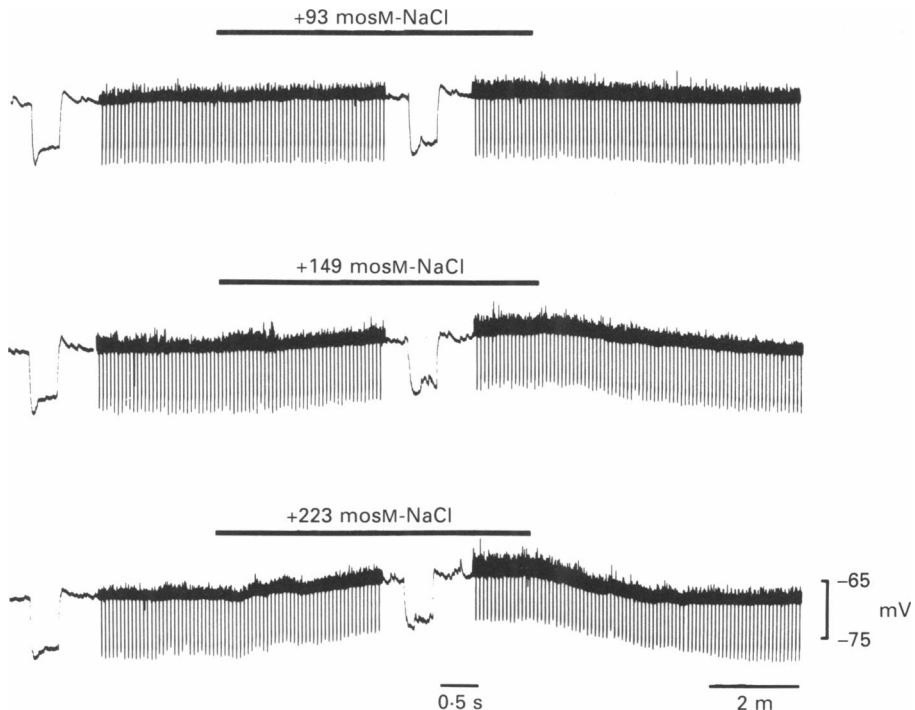 +93 mosM-NaCl
+149 mosM-NaCl
+223 mosM-NaCl
−65
mV
−75
0·5 s
2 m